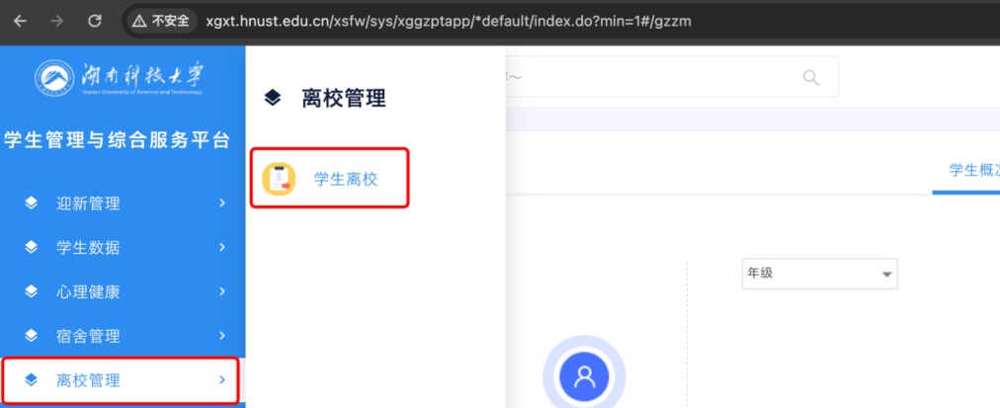 不安全 xgxt.hnust.edu.cn/xsfw/sys/xggzptapp/*default/index.do?min=1#/gzzm
湖南科技大学
Hunan University of Science and Technology
学生管理与综合服务平台
迎新管理
学生数据
心理健康
宿舍管理
离校管理
离校管理
学生离校
学生概
年级